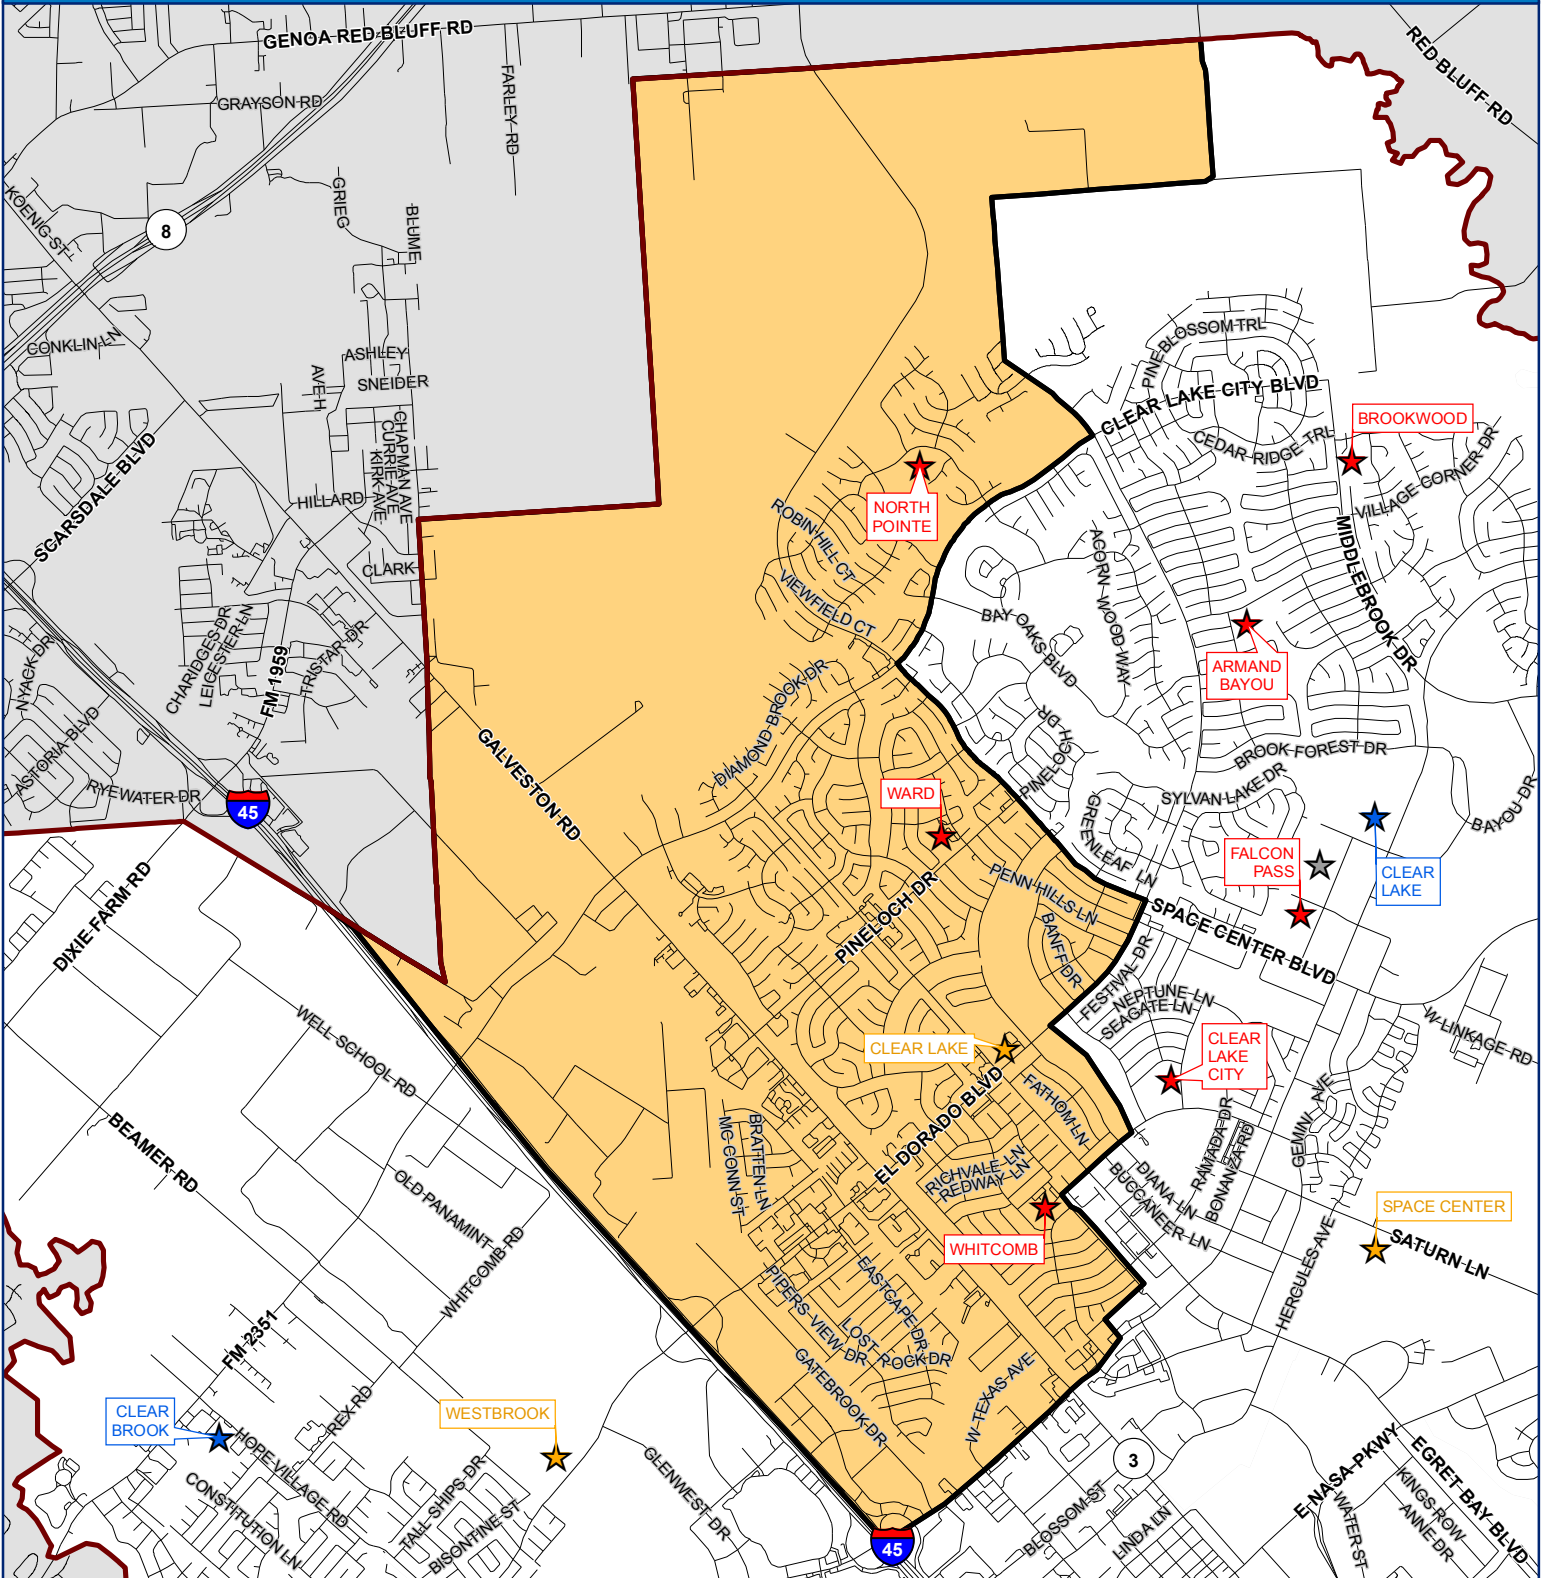 GENOA RED BLUFF RD
RED BLUFF RD
GRAYSON RD
FARLEY RD
KOENIG ST
GRIEG
BLUME
8
CONKLIN LN
ASHLEY
SNEIDER
AVE H
CHAPMAN AVE
CURRIE AVE
KIRK AVE
HILLARD
CLARK
SCARSDALE BLVD
PINE BLOSSOM TRL
CLEAR LAKE CITY BLVD
CEDAR RIDGE TRL
BROOKWOOD
VILLAGE CORNER DR
MIDDLEBROOK DR
NORTH
POINTE
ROBIN HILL CT
VIEWFIELD CT
ACORN WOOD WAY
BAY OAKS BLVD
ARMAND
BAYOU
NYACK DR
CHARIDGES DR
LEICESTER LN
FM 1959
TRISTAR DR
ASTORIA BLVD
RYEWATER DR
45
GALVESTON RD
DIAMOND BROOK DR
PINELOCH DR
BROOK FOREST DR
SYLVAN LAKE DR
BAYOU DR
WARD
GREENLEAF LN
FALCON
PASS
CLEAR
LAKE
DIXIE FARM RD
PINELOCH DR
PENN HILLS LN
BANFF DR
SPACE CENTER BLVD
FESTIVAL DR
NEPTUNE LN
SEAGATE LN
W LINKAGE RD
WELL SCHOOL RD
CLEAR LAKE
CLEAR
LAKE
CITY
EL DORADO BLVD
FATHOM LN
GEMINI AVE
RAMADA DR
BONANZA RD
BEAMER RD
BRATTEN LN
MC CONN ST
RICHVALE LN
REDWAY LN
DIANA LN
BUCCANEER LN
OLD PANAMINT
WHITCOMB RD
WHITCOMB
SPACE CENTER
SATURN LN
HERCULES AVE
PIPERS VIEW DR
EASTCAPE DR
LOST ROCK DR
GATEBROOK DR
W TEXAS AVE
FM 2351
REX RD
CLEAR
BROOK
WESTBROOK
HOPE VILLAGE RD
CONSTITUTION LN
TALL SHIPS DR
BISONTINE ST
GLENWEST DR
3
45
BLOSSOM ST
LINDA LN
E NASA PKWY
EGRET BAY BLVD
KINGS ROW
ANNE DR
WATER ST